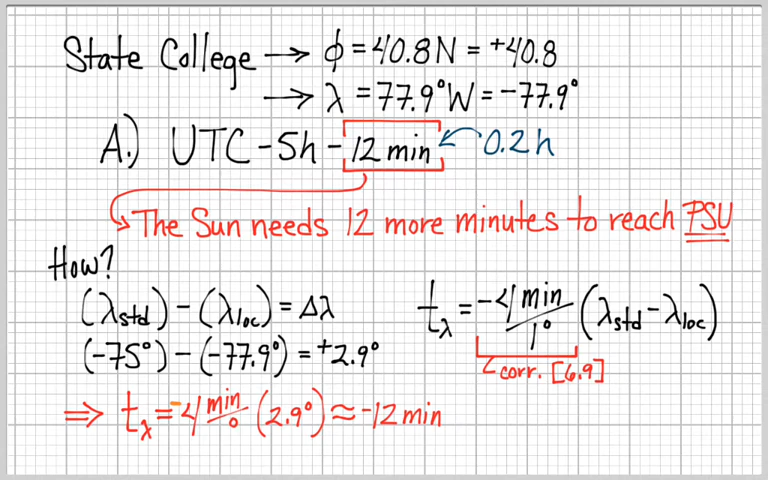 State College → ϕ = 40.8 N = +40.8
→ λ = 77.9°W = -77.9°
A.) UTC - 5h - 12 min 0.2h
The Sun needs 12 more minutes to reach PSU
How?
(λstd) - (λloc) = Δλ
(-75°) - (-77.9°) = +2.9°
tλ = -4 min/1° (λstd - λloc)
corr. [6.9]
⇒ tλ = -4 min/° (2.9°) ≈ -12 min